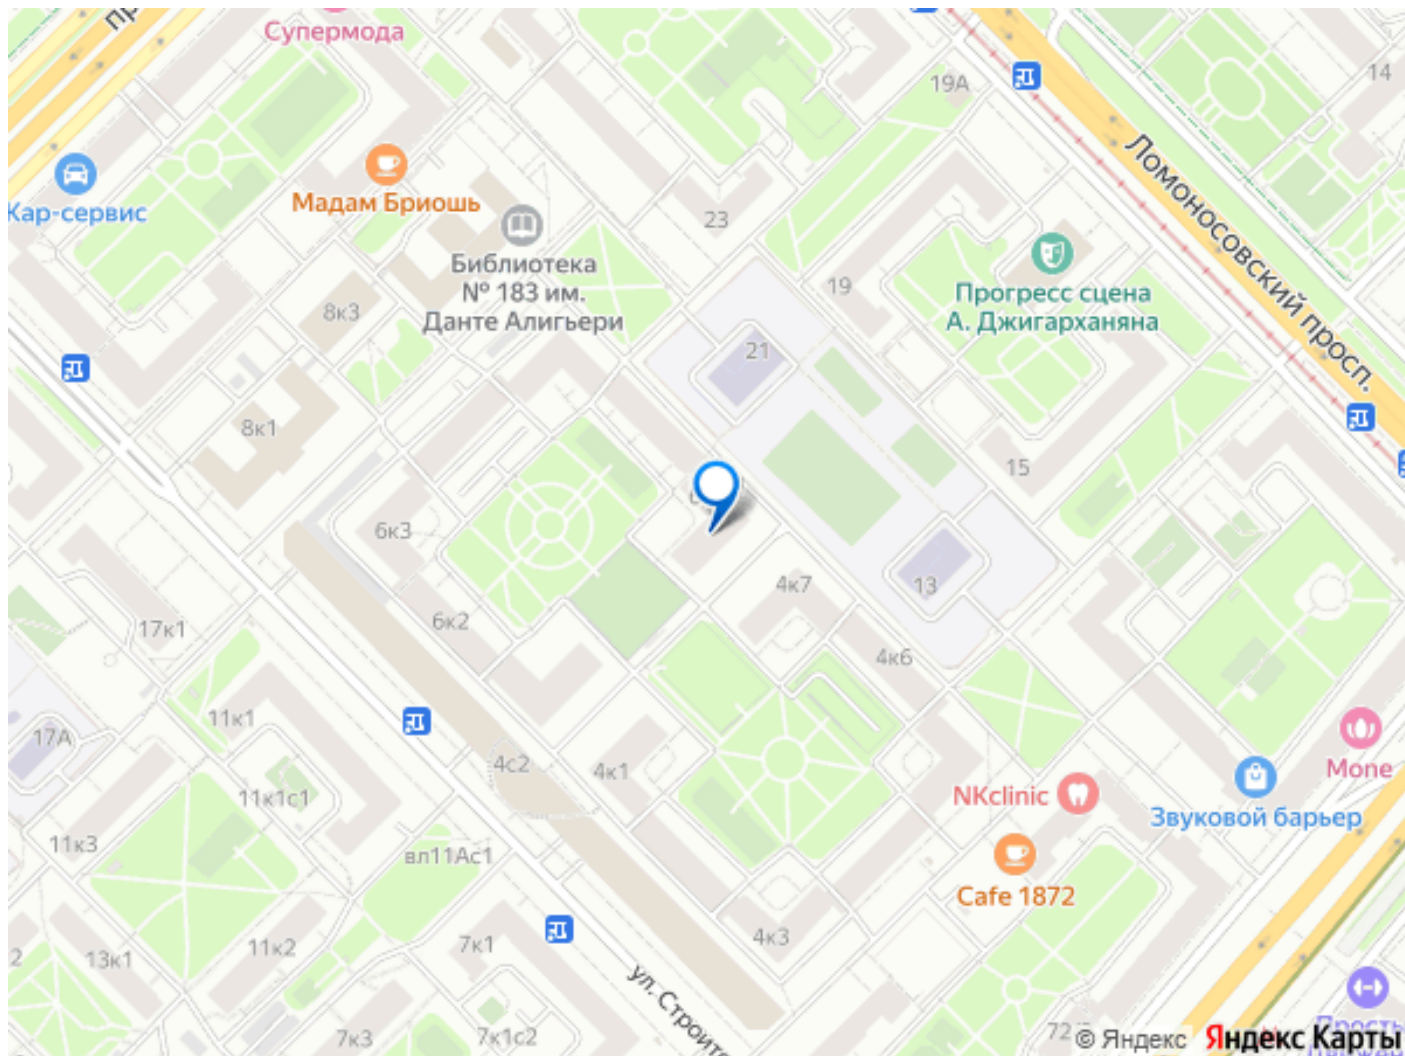 Супермода
14
19А
Ломоносовский просп.
Мадам Бриошь
Кар-сервис
23
Библиотека
№ 183 им.
Данте Алигьери
Прогресс сцена
А. Джигарханяна
19
8к3
21
8к1
15
6к3
4к7
13
6к2
17к1
4к6
11к1
17А
4с2
4к1
Mone
11к1с1
NKclinic
Звуковой барьер
11к3
вл11Ас1
Cafe 1872
4к3
7к1
11к2
13к1
2
ул. Строит
7к3
7к1с2
72
© Яндекс
Яндекс Карты